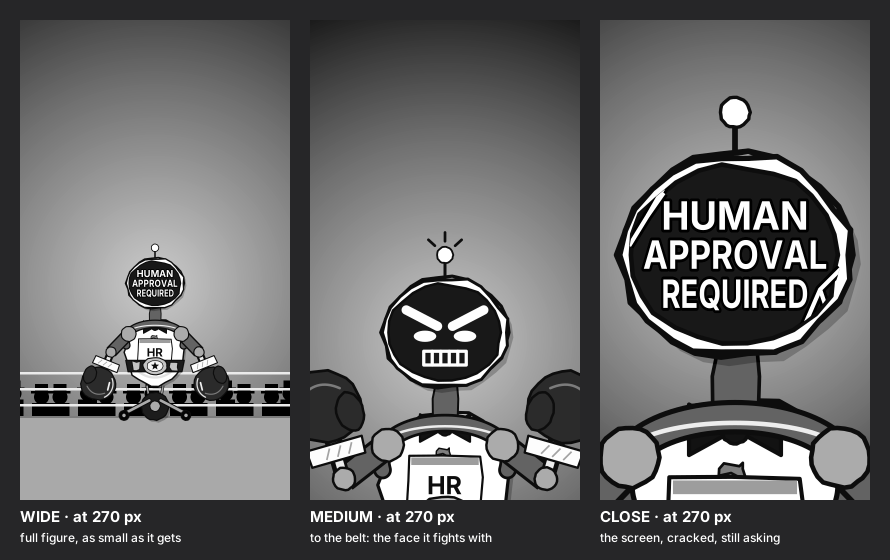 HUMAN
APPROVAL
REQUIRED
HR
WIDE · at 270 px
full figure, as small as it gets
HR
MEDIUM · at 270 px
to the belt: the face it fights with
HUMAN
APPROVAL
REQUIRED
CLOSE · at 270 px
the screen, cracked, still asking